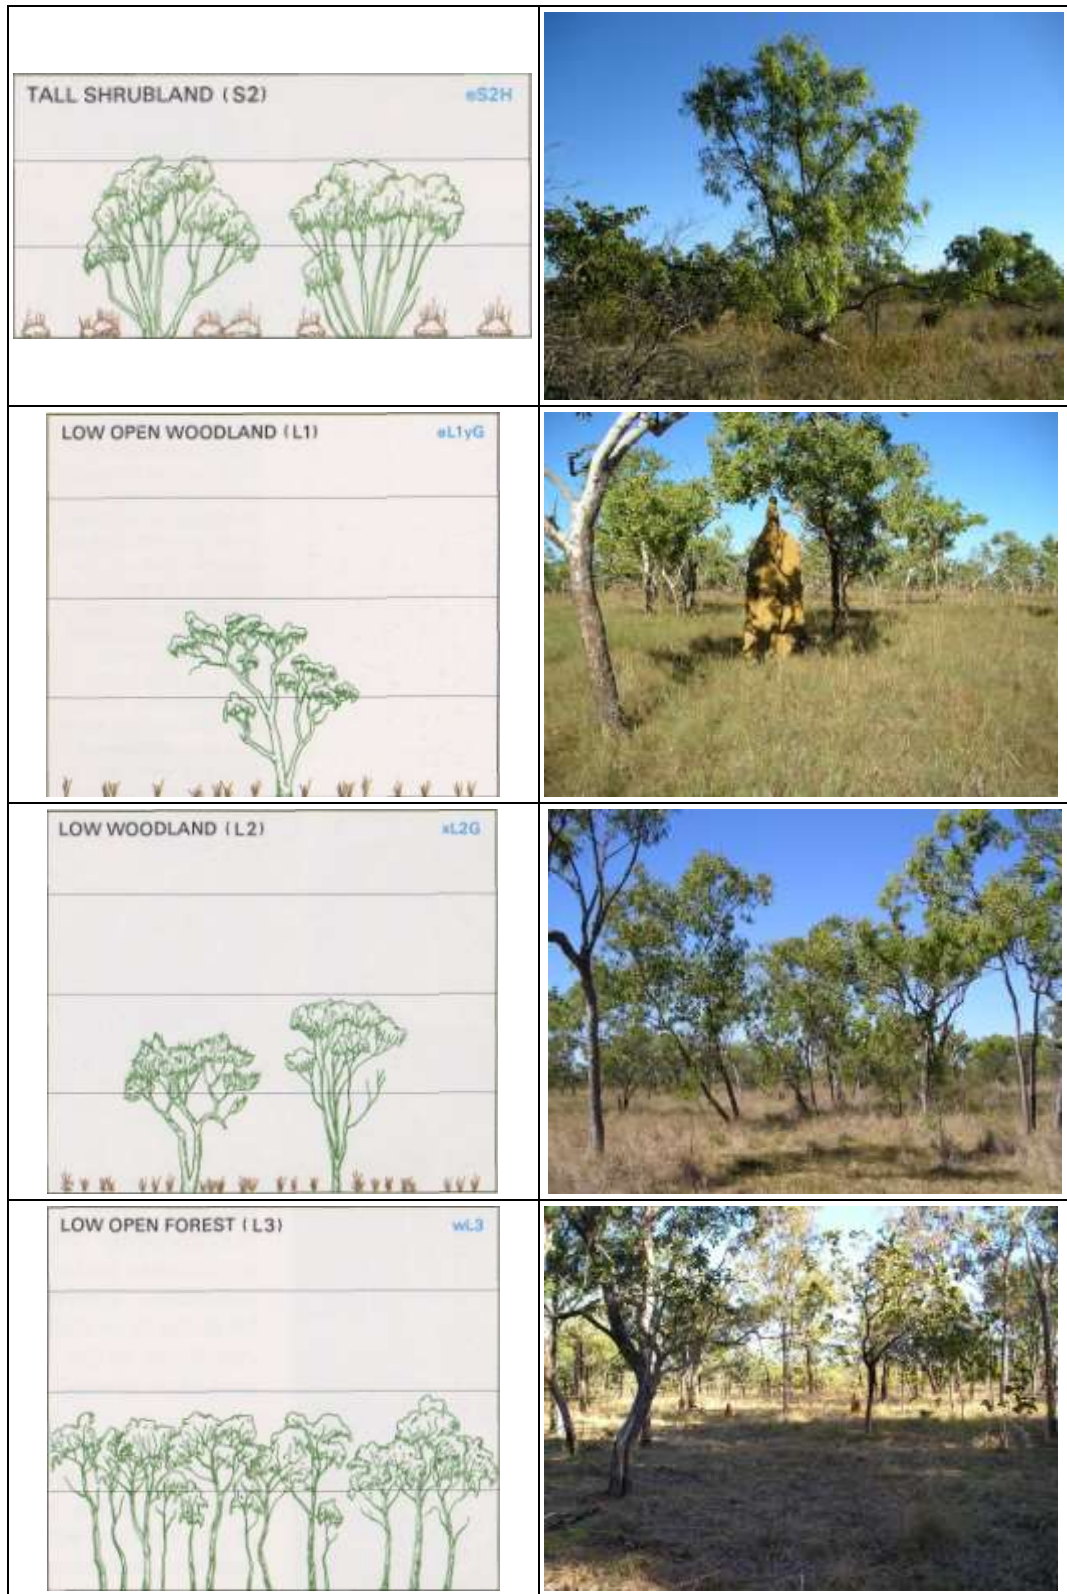 TALL SHRUBLAND (S2) eS2H
LOW OPEN WOODLAND (L1) eL1yG
LOW WOODLAND (L2) xL2G
LOW OPEN FOREST (L3) wL3